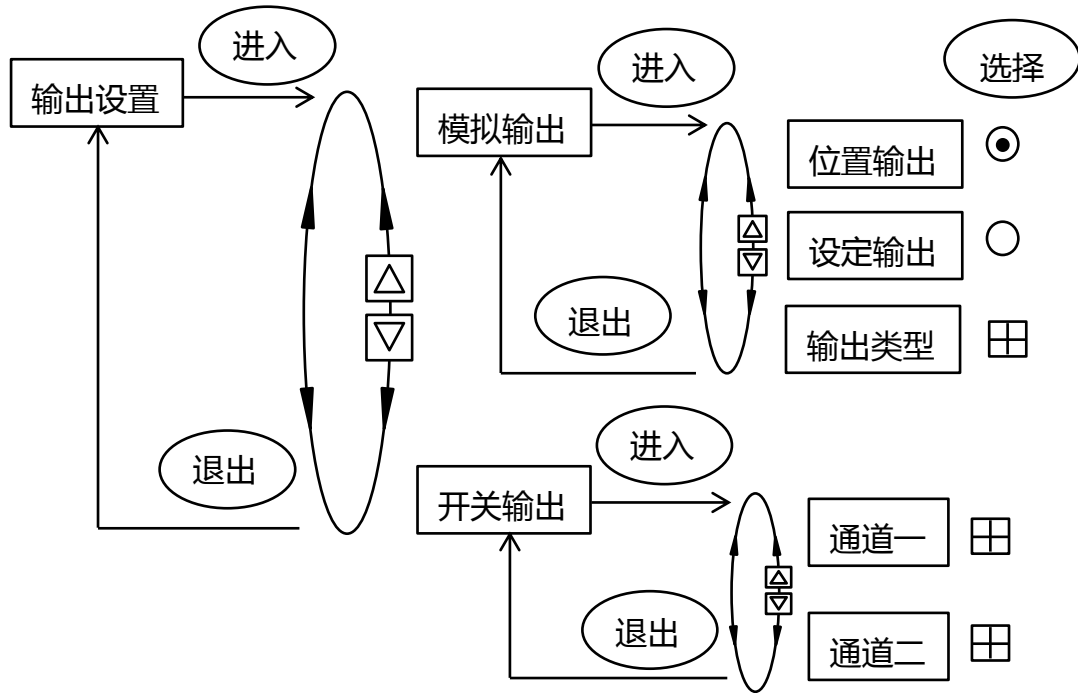 进入
输出设置
退出
进入
选择
模拟输出
退出
位置输出
设定输出
输出类型
进入
开关输出
退出
通道一
通道二